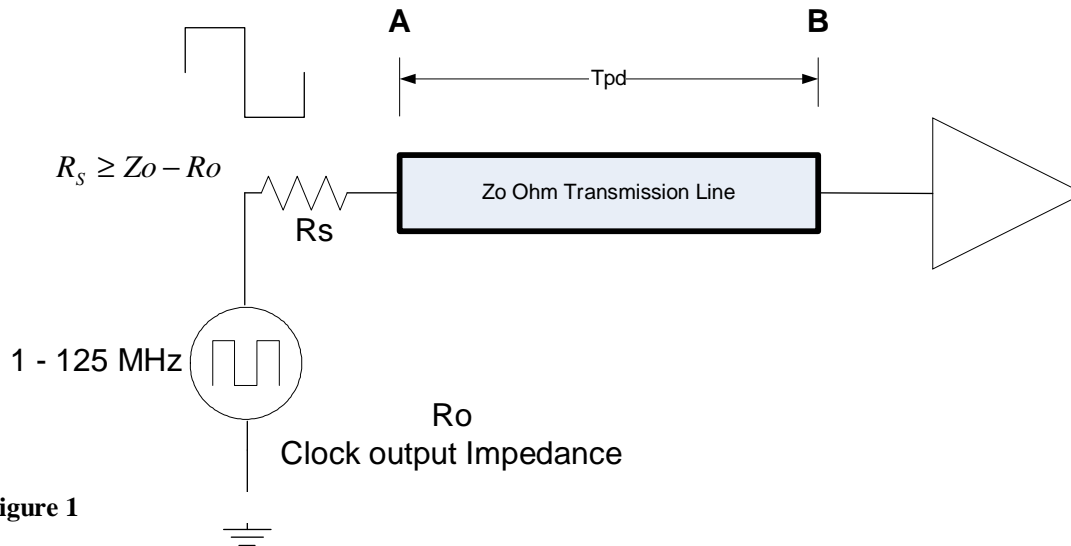 A
B
Tpd
R_S ≥ Zo − Ro
Zo Ohm Transmission Line
Rs
1 - 125 MHz
Ro
Clock output Impedance
igure 1